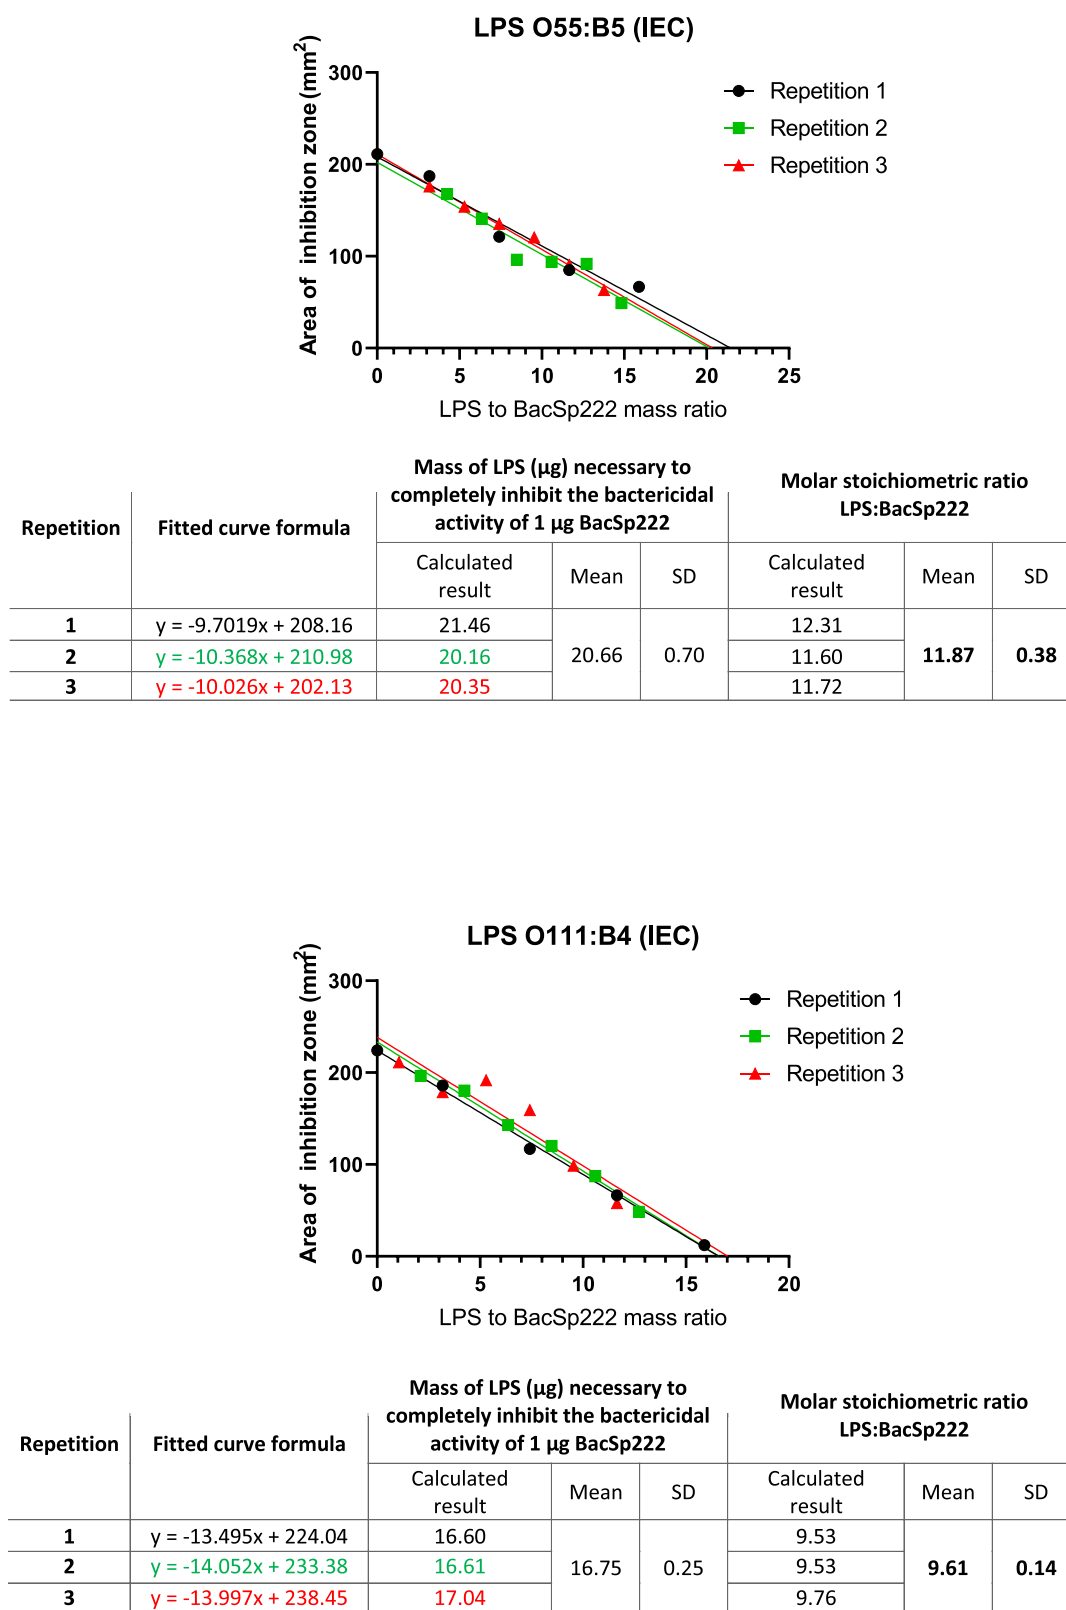 LPS O55:B5 (IEC)
Area of inhibition zone (mm²)
300
200
100
0
0 5 10 15 20 25
LPS to BacSp222 mass ratio
Repetition 1
Repetition 2
Repetition 3
Repetition
Fitted curve formula
Mass of LPS (µg) necessary to
completely inhibit the bactericidal
activity of 1 µg BacSp222
Molar stoichiometric ratio
LPS:BacSp222
Calculated
result
Mean
SD
Calculated
result
Mean
SD
1 y = -9.7019x + 208.16 21.46 12.31
2 y = -10.368x + 210.98 20.16 20.66 0.70 11.60 11.87 0.38
3 y = -10.026x + 202.13 20.35 11.72
LPS O111:B4 (IEC)
Area of inhibition zone (mm²)
300
200
100
0
0 5 10 15 20
LPS to BacSp222 mass ratio
Repetition 1
Repetition 2
Repetition 3
Repetition
Fitted curve formula
Mass of LPS (µg) necessary to
completely inhibit the bactericidal
activity of 1 µg BacSp222
Molar stoichiometric ratio
LPS:BacSp222
Calculated
result
Mean
SD
Calculated
result
Mean
SD
1 y = -13.495x + 224.04 16.60 9.53
2 y = -14.052x + 233.38 16.61 16.75 0.25 9.53 9.61 0.14
3 y = -13.997x + 238.45 17.04 9.76